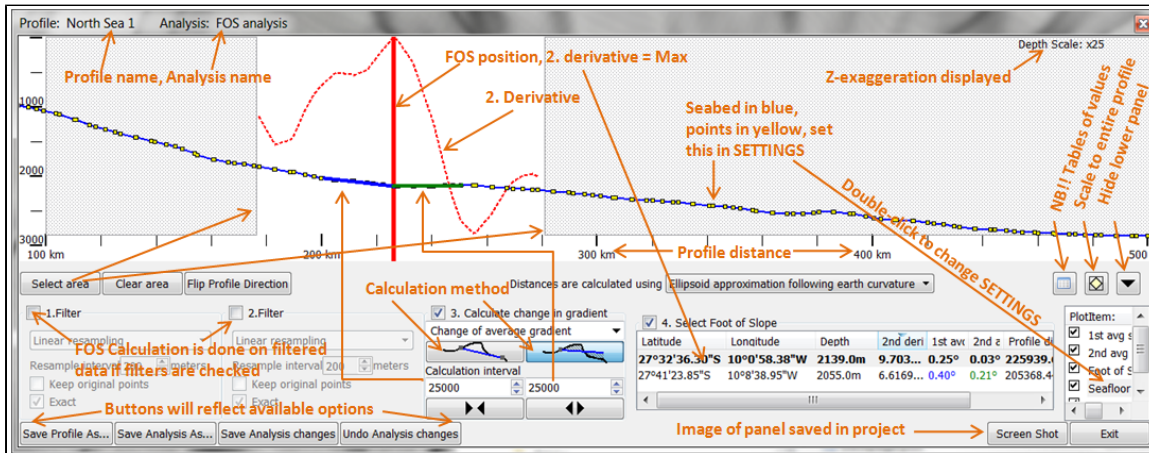 Profile: North Sea 1 Analysis: FOS analysis
Depth Scale: x25
Profile name, Analysis name
FOS position, 2. derivative = Max
Z-exaggeration displayed
2. Derivative
Seabed in blue,
points in yellow, set
this in SETTINGS
NB!! Tables of values
Scale to entire profile
Hide lower panel
Double-click to change SETTINGS
1000
2000
3000
100 km
200 km
300 km
400 km
500
Profile distance
Select area Clear area Flip Profile Direction
Distances are calculated using Ellipsoid approximation following earth curvature
Calculation method
1.Filter 2.Filter
Linear resampling Linear resampling
FOS Calculation is done on filtered
data if filters are checked
Resample interval 200 meters Resample interval 200 meters
Keep original points Keep original points
Exact Exact
Buttons will reflect available options
3. Calculate change in gradient
Change of average gradient
Calculation interval
25000 25000
4. Select Foot of Slope
Latitude Longitude Depth 2nd deri 1st ave 2nd a Profile di
27°32'36.30"S 10°0'58.38"W 2139.0m 9.703... 0.25° 0.03° 225939.
27°41'23.85"S 10°8'38.95"W 2055.0m 6.6169... 0.40° 0.21° 205368.4
PlotItem:
1st avg s
2nd avg
Foot of S
Seafloor
Save Profile As... Save Analysis As... Save Analysis changes Undo Analysis changes
Image of panel saved in project
Screen Shot Exit